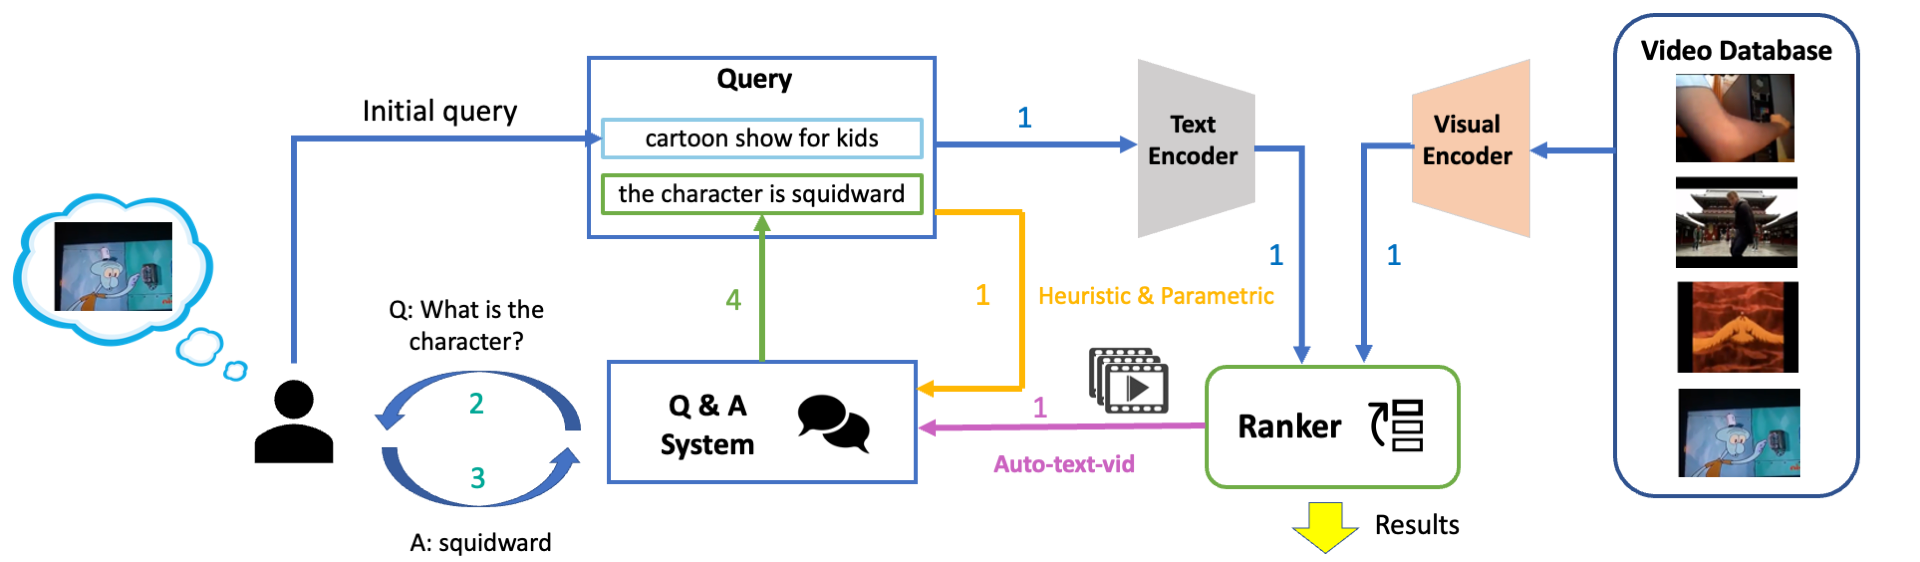 Initial query
Query
cartoon show for kids
the character is squidward
1
Text
Encoder
Visual
Encoder
Video Database
1
1
4
1
Heuristic & Parametric
Q: What is the
character?
2
3
A: squidward
Q & A
System
1
Auto-text-vid
Ranker
Results